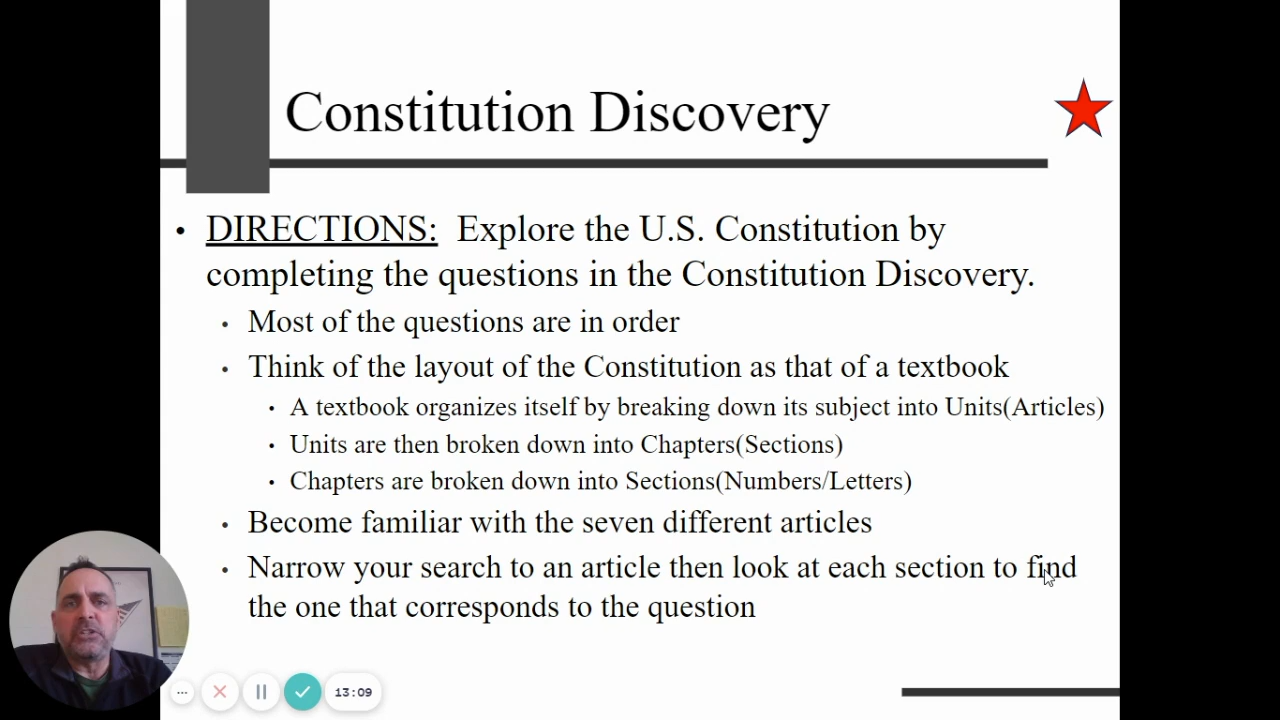 Constitution Discovery
• DIRECTIONS: Explore the U.S. Constitution by
completing the questions in the Constitution Discovery.
• Most of the questions are in order
• Think of the layout of the Constitution as that of a textbook
• A textbook organizes itself by breaking down its subject into Units(Articles)
• Units are then broken down into Chapters(Sections)
• Chapters are broken down into Sections(Numbers/Letters)
• Become familiar with the seven different articles
• Narrow your search to an article then look at each section to find
the one that corresponds to the question
13:09